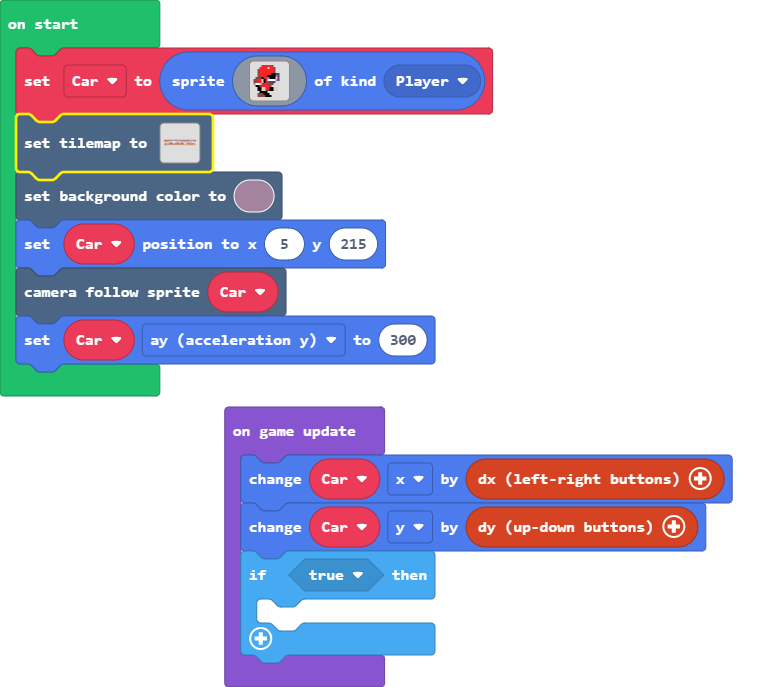 on start
set Car to sprite of kind Player
set tilemap to
set background color to
set Car position to x 5 y 215
camera follow sprite Car
set Car ay (acceleration y) to 300
on game update
change Car x by dx (left-right buttons)
change Car y by dy (up-down buttons)
if true then